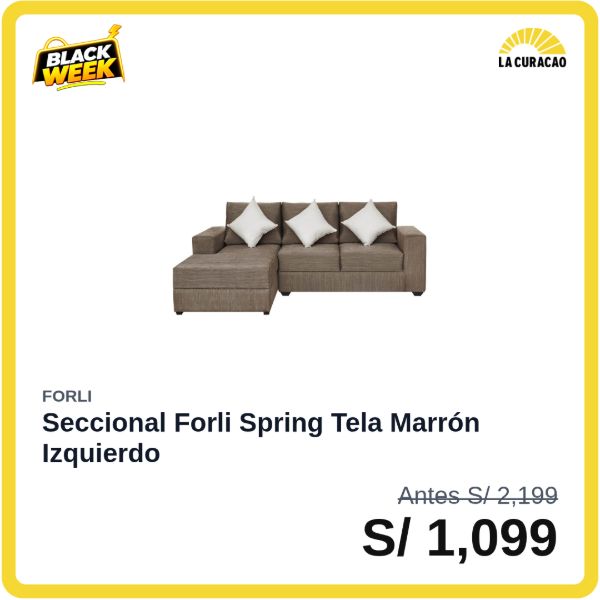 BLACK
WEEK
LA CURACAO
FORLI
Seccional Forli Spring Tela Marrón
Izquierdo
Antes S/ 2,199
S/ 1,099